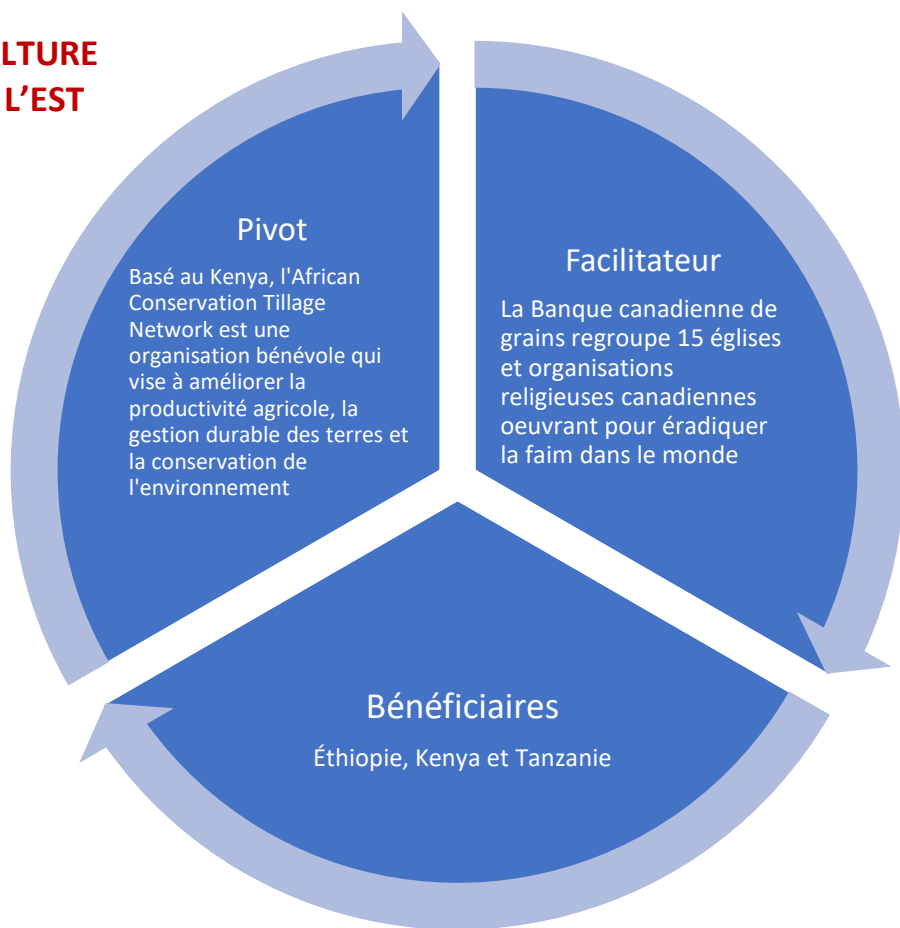 LTURE
L’EST
Pivot
Basé au Kenya, l'African
Conservation Tillage
Network est une
organisation bénévole qui
vise à améliorer la
productivité agricole, la
gestion durable des terres et
la conservation de
l'environnement
Facilitateur
La Banque canadienne de
grains regroupe 15 églises
et organisations
religieuses canadiennes
oeuvrant pour éradiquer
la faim dans le monde
Bénéficiaires
Éthiopie, Kenya et Tanzanie